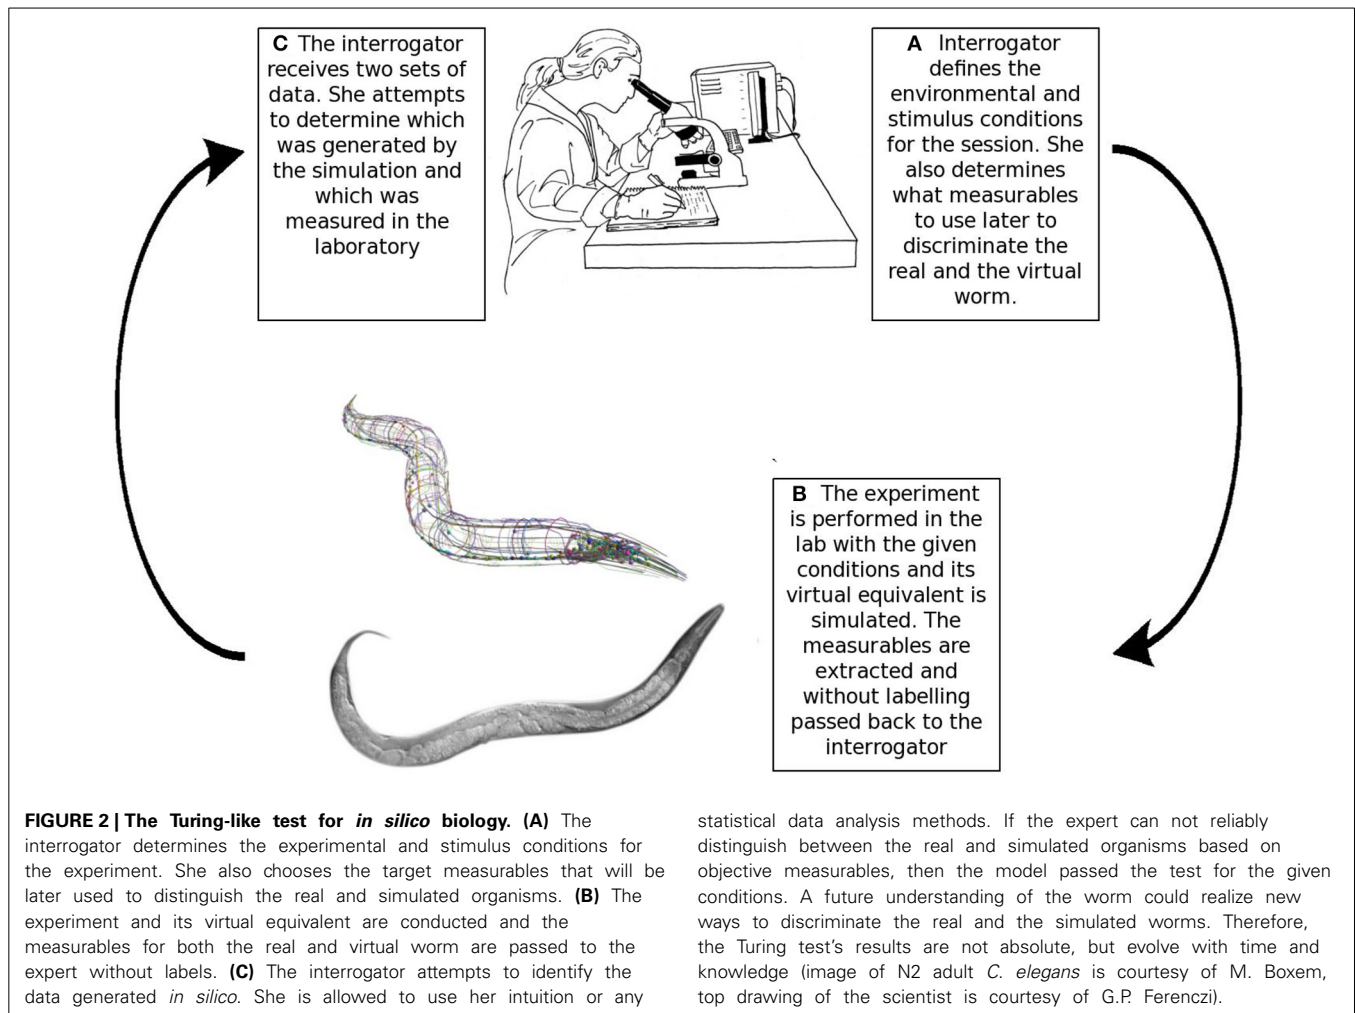 C The interrogator
receives two sets of
data. She attempts
to determine which
was generated by
the simulation and
which was
measured in the
laboratory
A Interrogator
defines the
environmental and
stimulus conditions
for the session. She
also determines
what measurables
to use later to
discriminate the
real and the virtual
worm.
B The experiment
is performed in the
lab with the given
conditions and its
virtual equivalent is
simulated. The
measurables are
extracted and
without labelling
passed back to the
interrogator
FIGURE 2 | The Turing-like test for in silico biology. (A) The
interrogator determines the experimental and stimulus conditions for
the experiment. She also chooses the target measurables that will be
later used to distinguish the real and simulated organisms. (B) The
experiment and its virtual equivalent are conducted and the
measurables for both the real and virtual worm are passed to the
expert without labels. (C) The interrogator attempts to identify the
data generated in silico. She is allowed to use her intuition or any
statistical data analysis methods. If the expert can not reliably
distinguish between the real and simulated organisms based on
objective measurables, then the model passed the test for the given
conditions. A future understanding of the worm could realize new
ways to discriminate the real and the simulated worms. Therefore,
the Turing test's results are not absolute, but evolve with time and
knowledge (image of N2 adult C. elegans is courtesy of M. Boxem,
top drawing of the scientist is courtesy of G.P. Ferenczi).